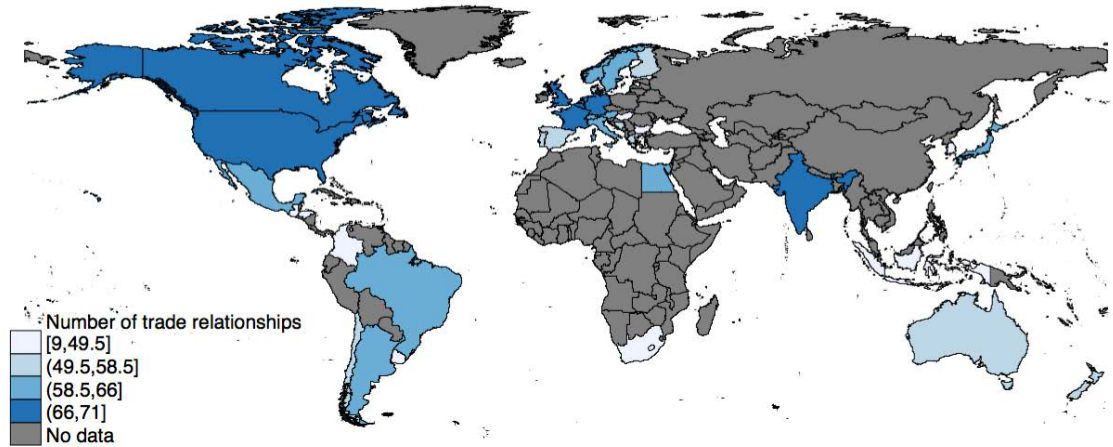 Number of trade relationships
[9,49.5]
(49.5,58.5]
(58.5,66]
(66,71]
No data